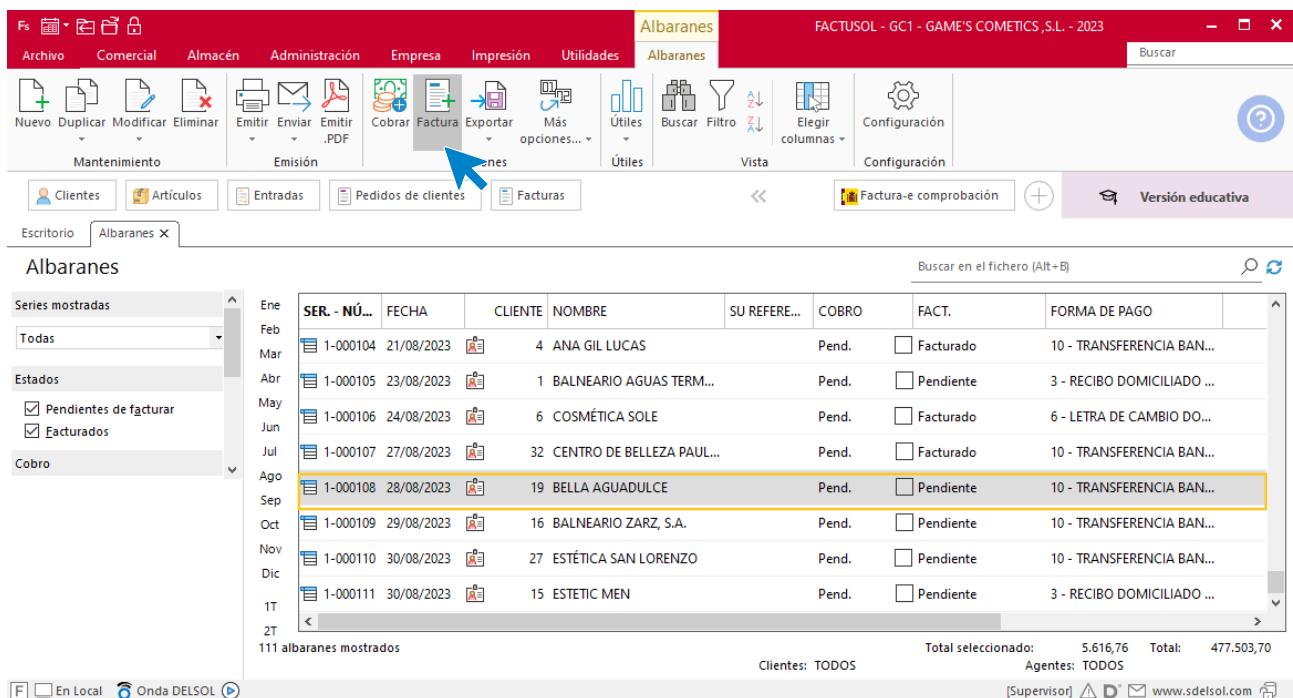 Fs Albaranes FACTUSOL - GC1 - GAME'S COMETICS ,S.L. - 2023
Archivo Comercial Almacén Administración Empresa Impresión Utilidades Albaranes Buscar
Nuevo Duplicar Modificar Eliminar Emitir Enviar Emitir .PDF Cobrar Factura Exportar Más opciones... Útiles Buscar Filtro Elegir columnas Configuración
Mantenimiento Emisión Útiles Vista Configuración
Clientes Artículos Entradas Pedidos de clientes Facturas Factura-e comprobación Versión educativa
Escritorio Albaranes X
Albaranes Buscar en el fichero (Alt+B)
Series mostradas
Todas
Estados
Pendientes de facturar
Facturados
Cobro
Ene
Feb
Mar
Abr
May
Jun
Jul
Ago
Sep
Oct
Nov
Dic
1T
2T
SER. - NÚ... FECHA CLIENTE NOMBRE SU REFERE... COBRO FACT. FORMA DE PAGO
1-000104 21/08/2023 4 ANA GIL LUCAS Pend. Facturado 10 - TRANSFERENCIA BAN...
1-000105 23/08/2023 1 BALNEARIO AGUAS TERM... Pend. Pendiente 3 - RECIBO DOMICILIADO ...
1-000106 24/08/2023 6 COSMÉTICA SOLE Pend. Facturado 6 - LETRA DE CAMBIO DO...
1-000107 27/08/2023 32 CENTRO DE BELLEZA PAUL... Pend. Facturado 10 - TRANSFERENCIA BAN...
1-000108 28/08/2023 19 BELLA AGUADULCE Pend. Pendiente 10 - TRANSFERENCIA BAN...
1-000109 29/08/2023 16 BALNEARIO ZARZ, S.A. Pend. Pendiente 10 - TRANSFERENCIA BAN...
1-000110 30/08/2023 27 ESTÉTICA SAN LORENZO Pend. Pendiente 10 - TRANSFERENCIA BAN...
1-000111 30/08/2023 15 ESTETIC MEN Pend. Pendiente 3 - RECIBO DOMICILIADO ...
111 albaranes mostrados Total seleccionado: 5.616,76 Total: 477.503,70
Clientes: TODOS Agentes: TODOS
F En Local Onda DELSOL [Supervisor] D www.sdelsol.com